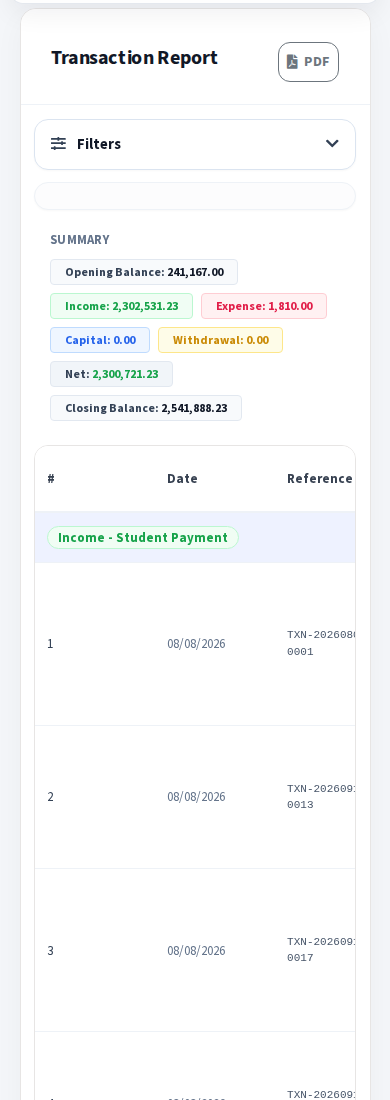 Transaction Report
PDF
Filters
SUMMARY
Opening Balance: 241,167.00
Income: 2,302,531.23 Expense: 1,810.00
Capital: 0.00 Withdrawal: 0.00
Net: 2,300,721.23
Closing Balance: 2,541,888.23
# Date Reference
Income - Student Payment
1 08/08/2026 TXN-202608
0001
2 08/08/2026 TXN-202609
0013
3 08/08/2026 TXN-202609
0017
TXN-202609